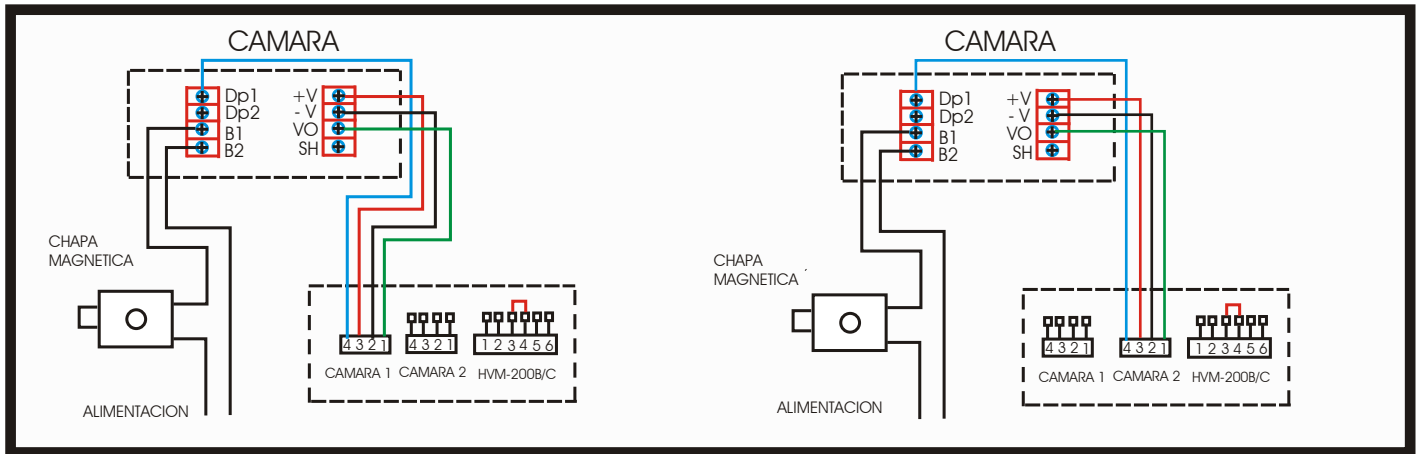 CAMARA
Dp1
Dp2
B1
B2
+V
- V
VO
SH
CHAPA
MAGNETICA
4 3 2 1
4 3 2 1
1 2 3 4 5 6
CAMARA 1 CAMARA 2 HVM-200B/C
ALIMENTACION
CAMARA
Dp1
Dp2
B1
B2
+V
- V
VO
SH
CHAPA
MAGNETICA ´
4 3 2 1
4 3 2 1
1 2 3 4 5 6
CAMARA 1 CAMARA 2 HVM-200B/C
ALIMENTACION